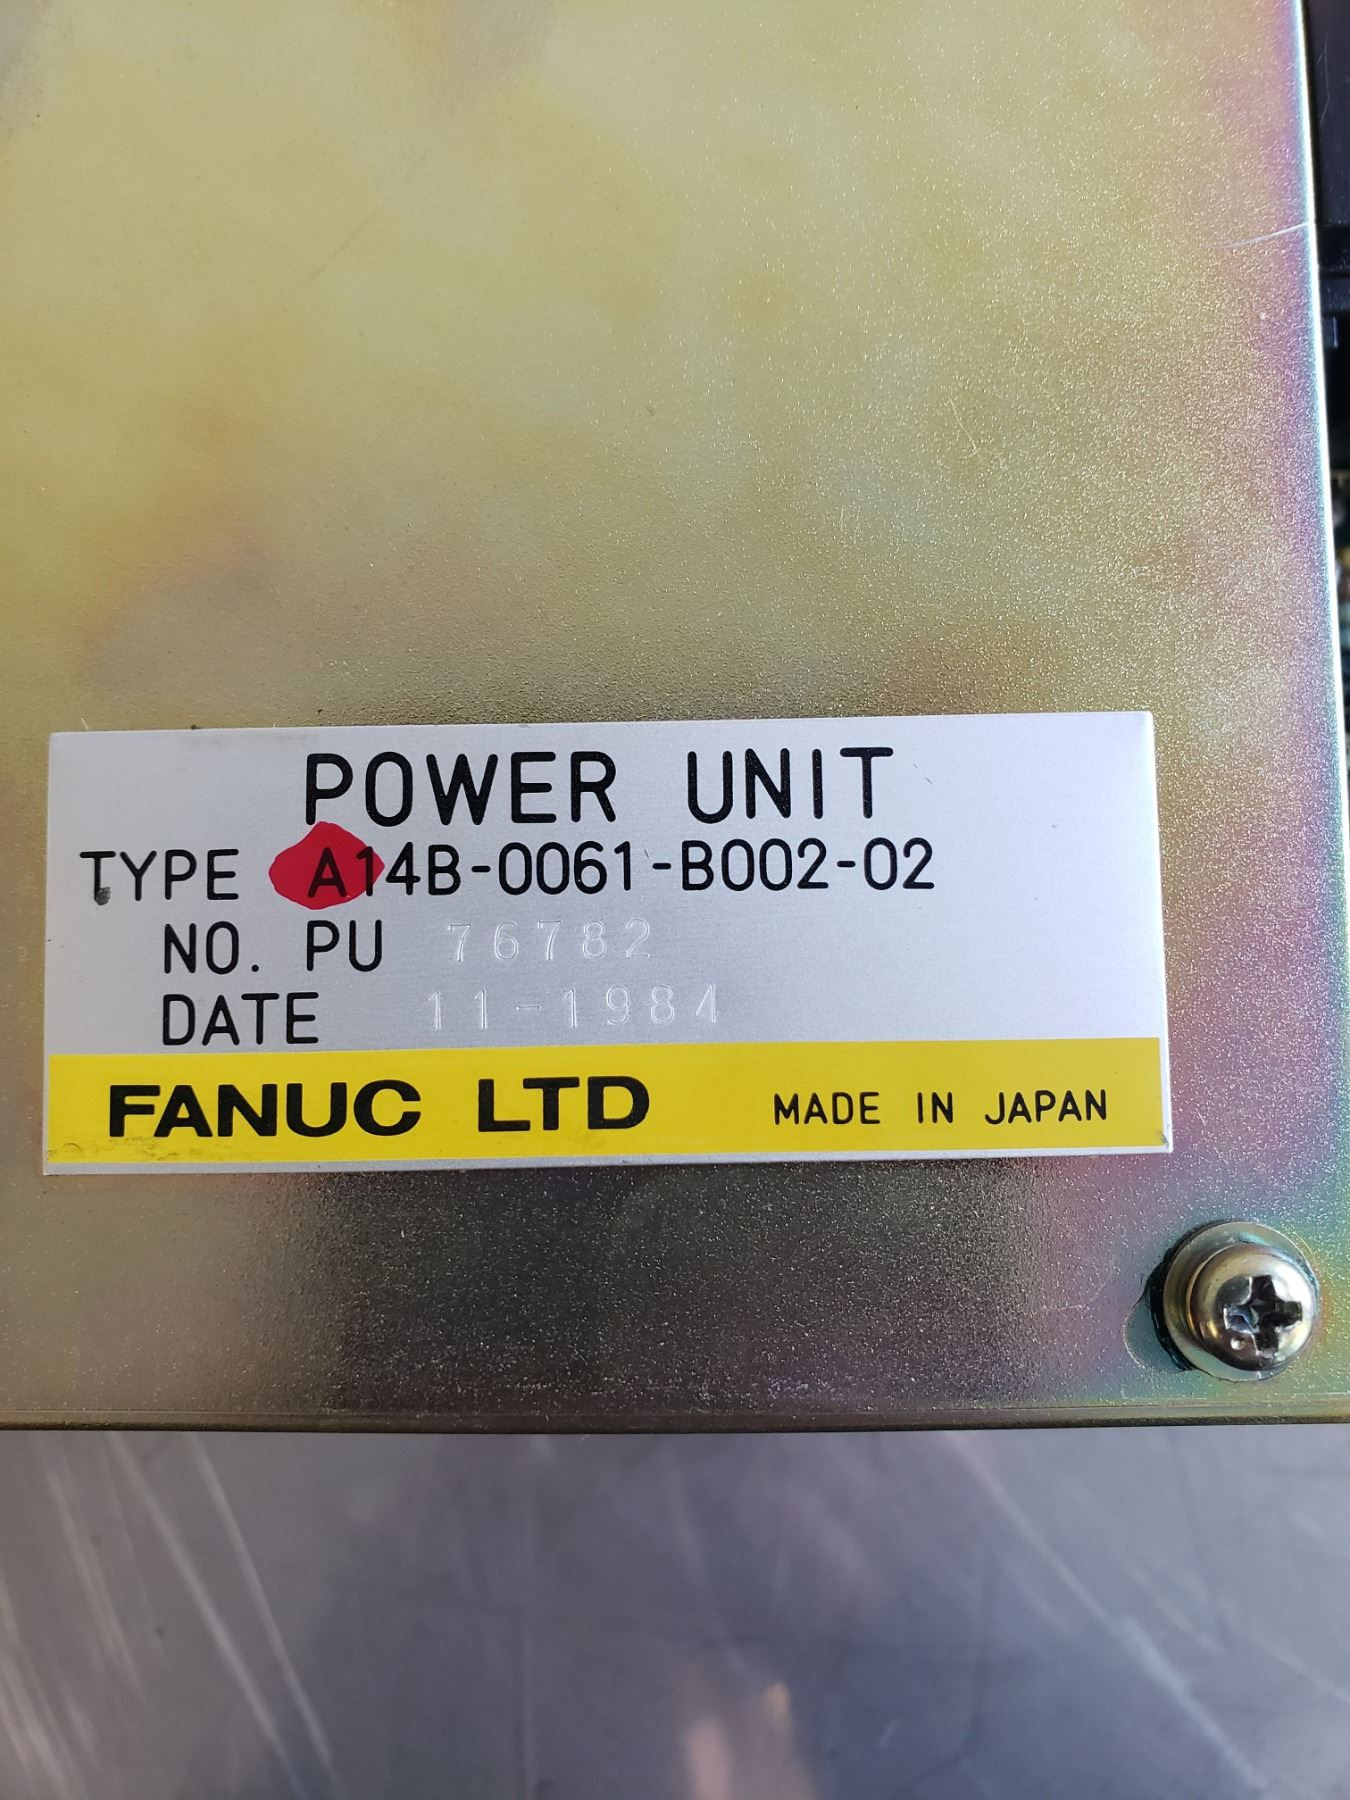 POWER UNIT
TYPE A14B-0061-B002-02
NO. PU 76782
DATE 11-1984
FANUC LTD MADE IN JAPAN